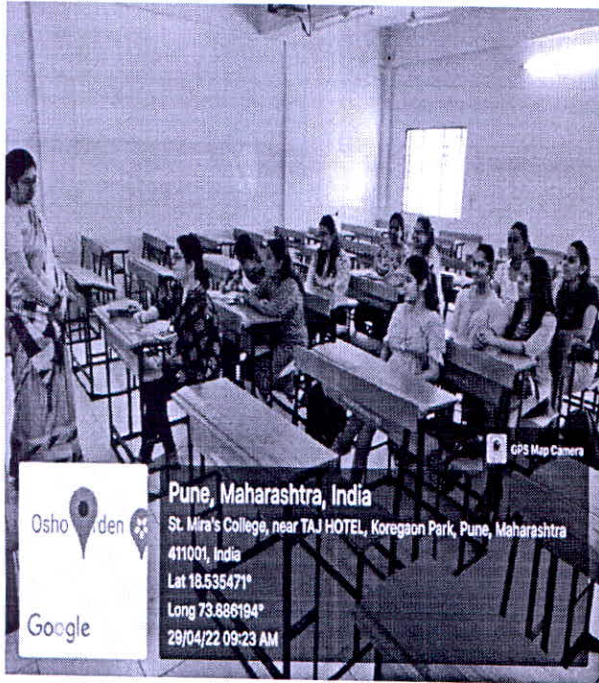 GPS Map Camera
Pune, Maharashtra, India
St. Mira's College, near TAJ HOTEL, Koregaon Park, Pune, Maharashtra
411001, India
Lat 18.535471°
Long 73.886194°
29/04/22 09:23 AM
Osho rden
Google